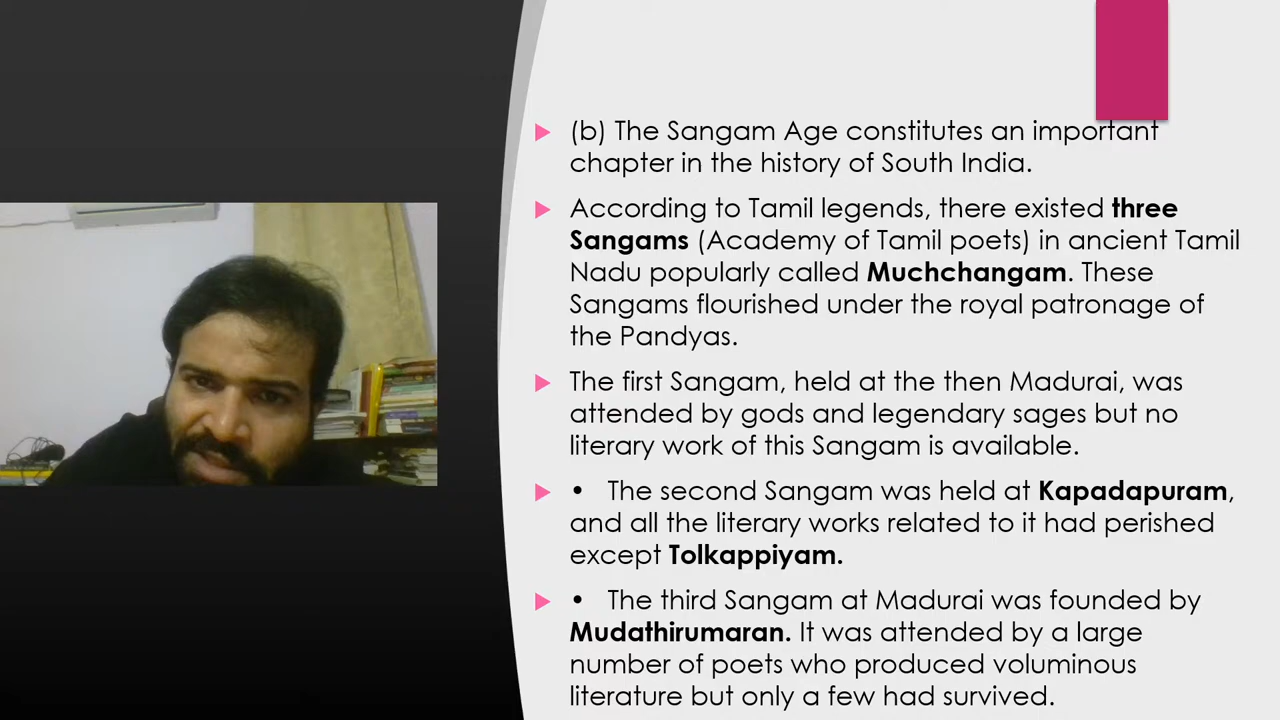 (b) The Sangam Age constitutes an important
chapter in the history of South India.
According to Tamil legends, there existed three
Sangams (Academy of Tamil poets) in ancient Tamil
Nadu popularly called Muchchangam. These
Sangams flourished under the royal patronage of
the Pandyas.
The first Sangam, held at the then Madurai, was
attended by gods and legendary sages but no
literary work of this Sangam is available.
• The second Sangam was held at Kapadapuram,
and all the literary works related to it had perished
except Tolkappiyam.
• The third Sangam at Madurai was founded by
Mudathirumaran. It was attended by a large
number of poets who produced voluminous
literature but only a few had survived.